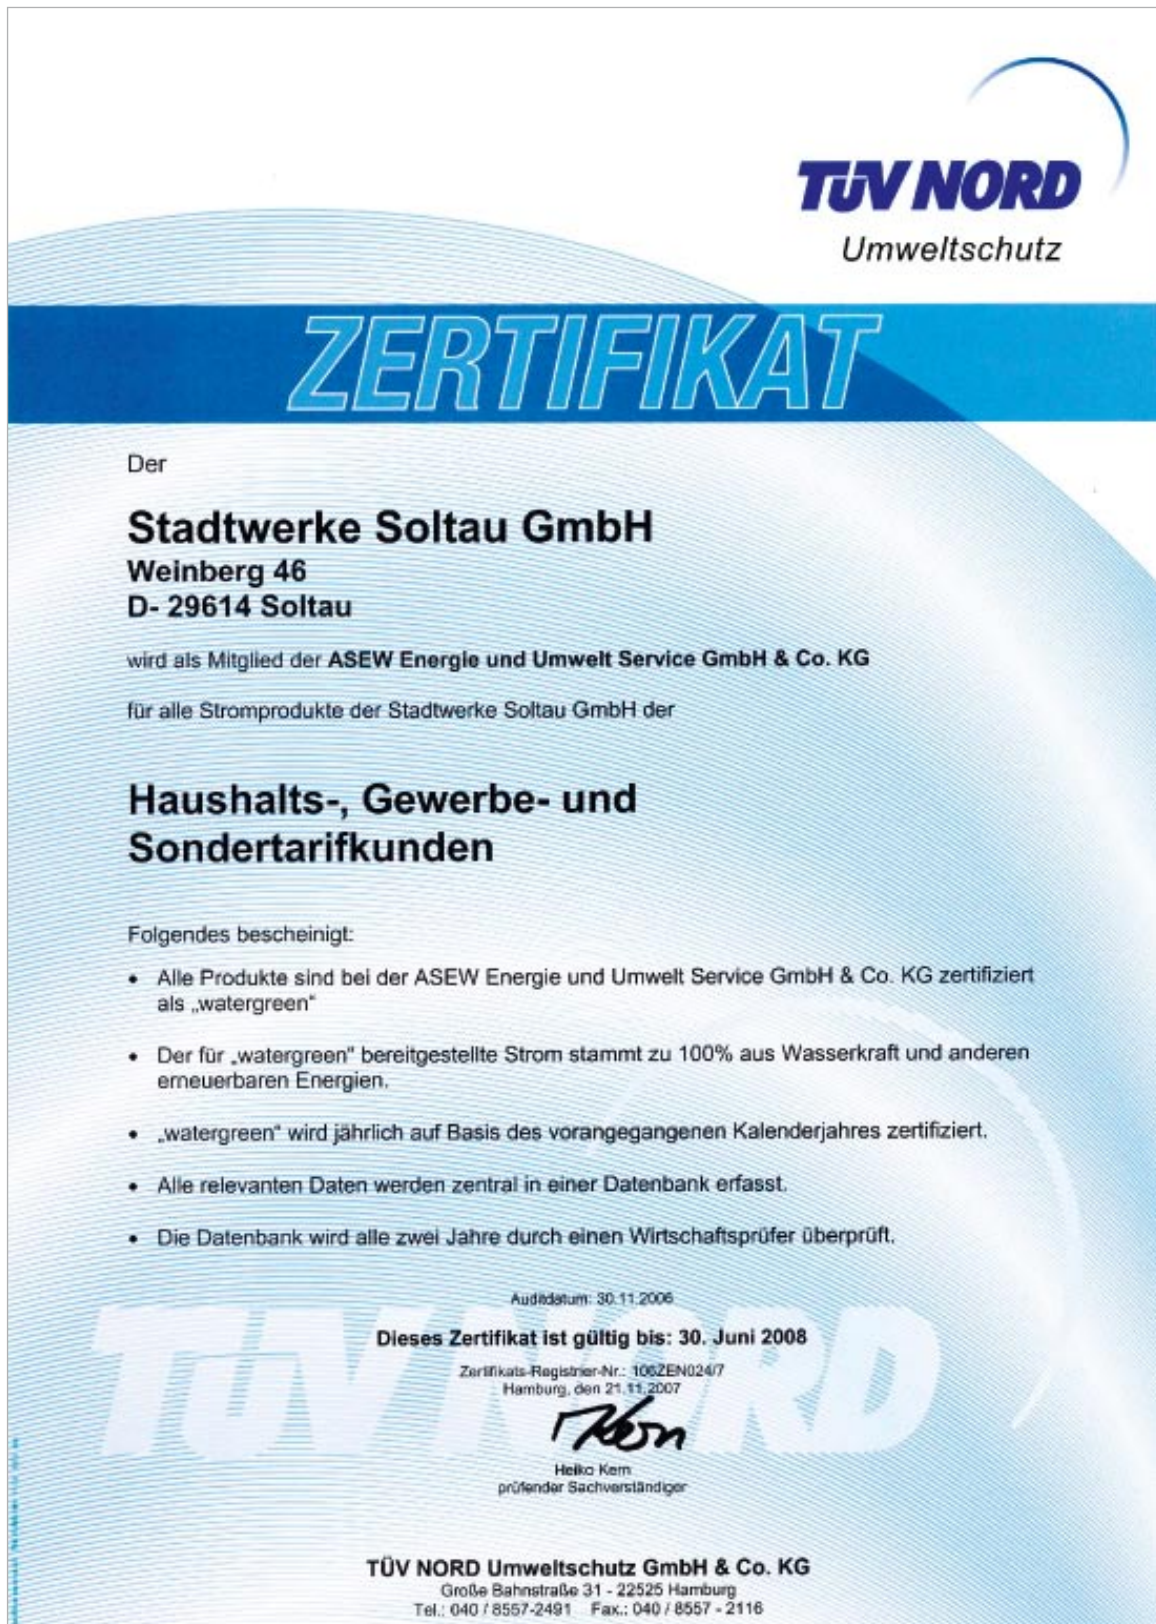 TÜV NORD
Umweltschutz
ZERTIFIKAT
Der
Stadtwerke Soltau GmbH
Weinberg 46
D- 29614 Soltau
wird als Mitglied der ASEW Energie und Umwelt Service GmbH & Co. KG
für alle Stromprodukte der Stadtwerke Soltau GmbH der
Haushalts-, Gewerbe- und
Sondertarifkunden
Folgendes bescheinigt:
• Alle Produkte sind bei der ASEW Energie und Umwelt Service GmbH & Co. KG zertifiziert
als „watergreen“
• Der für „watergreen“ bereitgestellte Strom stammt zu 100% aus Wasserkraft und anderen
erneuerbaren Energien.
• „watergreen“ wird jährlich auf Basis des vorangegangenen Kalenderjahres zertifiziert.
• Alle relevanten Daten werden zentral in einer Datenbank erfasst.
• Die Datenbank wird alle zwei Jahre durch einen Wirtschaftsprüfer überprüft.
Auditdatum: 30.11.2006
Dieses Zertifikat ist gültig bis: 30. Juni 2008
Zertifikats-Registrier-Nr.: 106ZEN024/7
Hamburg, den 21.11.2007
Kern
Heiko Kern
prüfender Sachverständiger
TÜV NORD
TÜV NORD Umweltschutz GmbH & Co. KG
Große Bahnstraße 31 - 22525 Hamburg
Tel.: 040 / 8557-2491 Fax.: 040 / 8557 - 2116